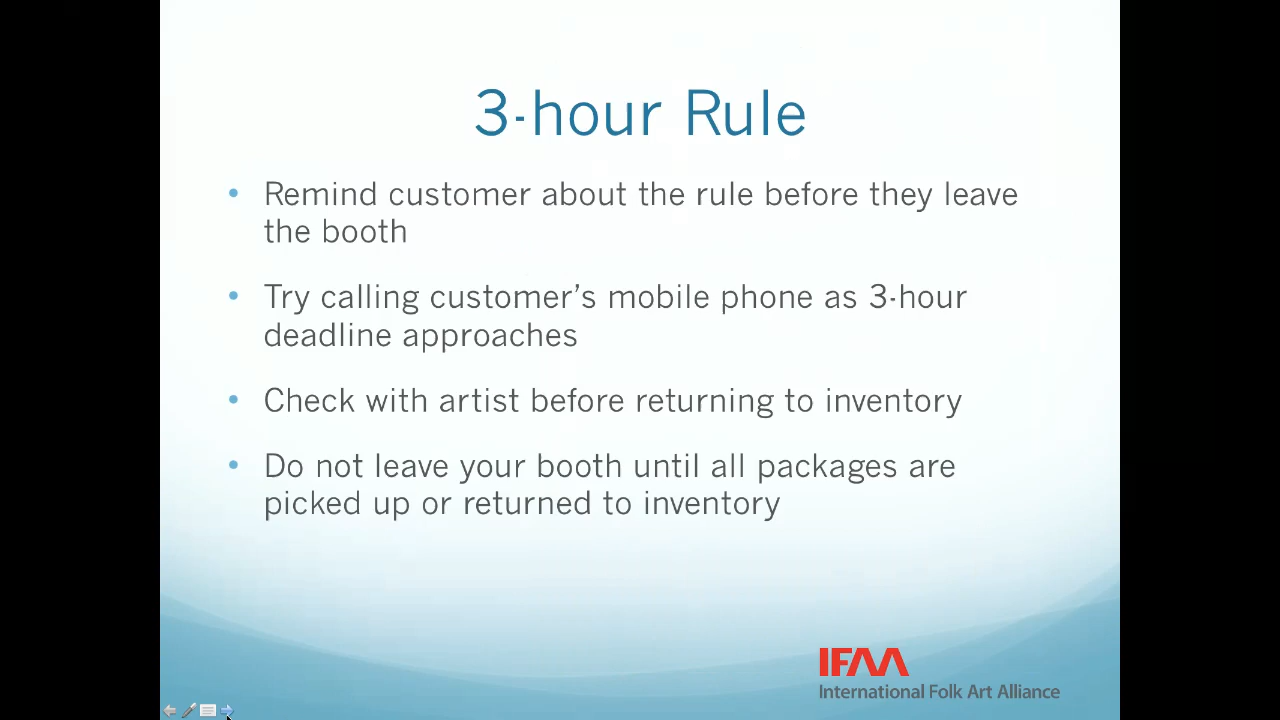 3-hour Rule
• Remind customer about the rule before they leave
the booth
• Try calling customer’s mobile phone as 3-hour
deadline approaches
• Check with artist before returning to inventory
• Do not leave your booth until all packages are
picked up or returned to inventory
IFAA
International Folk Art Alliance